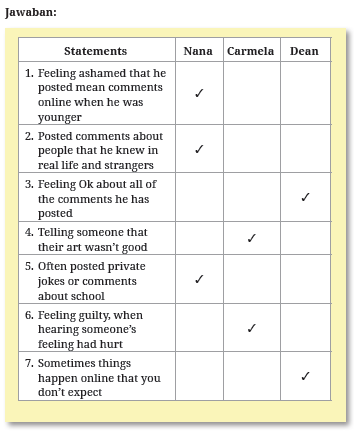 Jawaban:
Statements Nana Carmela Dean
1. Feeling ashamed that he
posted mean comments
online when he was
younger ✓
2. Posted comments about
people that he knew in
real life and strangers ✓
3. Feeling Ok about all of
the comments he has
posted ✓
4. Telling someone that
their art wasn't good ✓
5. Often posted private
jokes or comments
about school ✓
6. Feeling guilty, when
hearing someone's
feeling had hurt ✓
7. Sometimes things
happen online that you
don't expect ✓